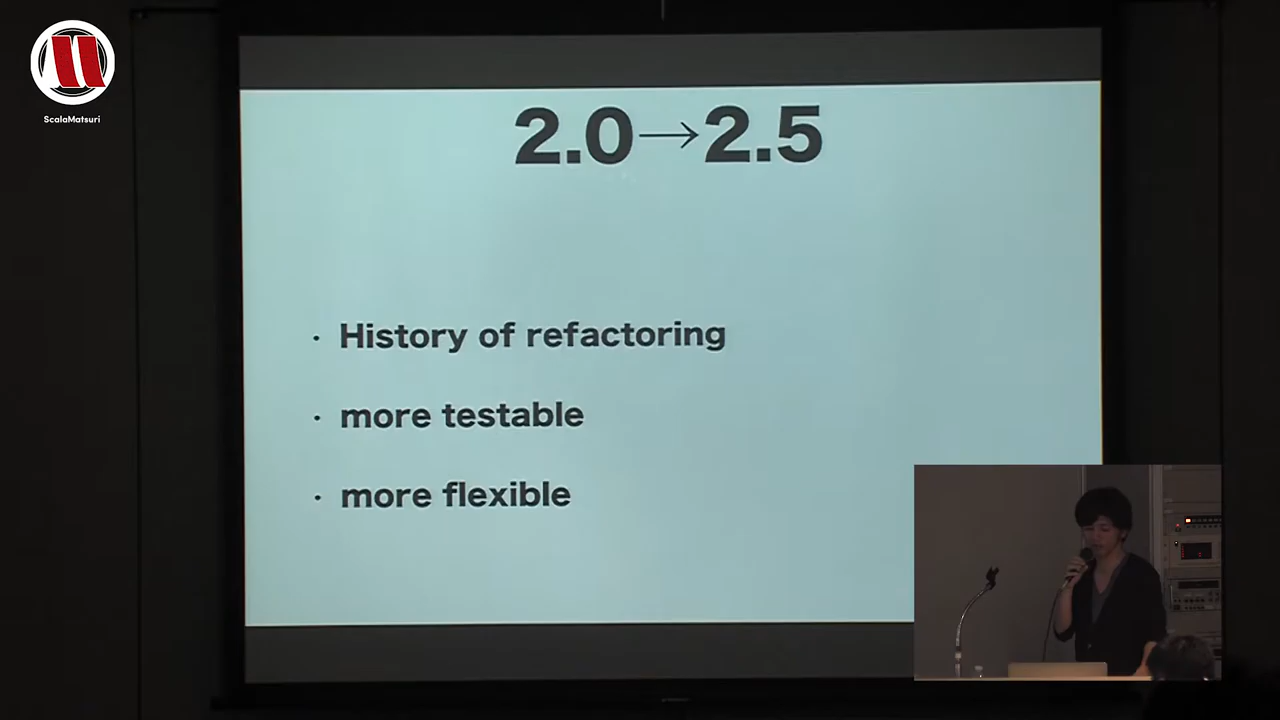 ScalaMatsuri
2.0→2.5
· History of refactoring
· more testable
· more flexible